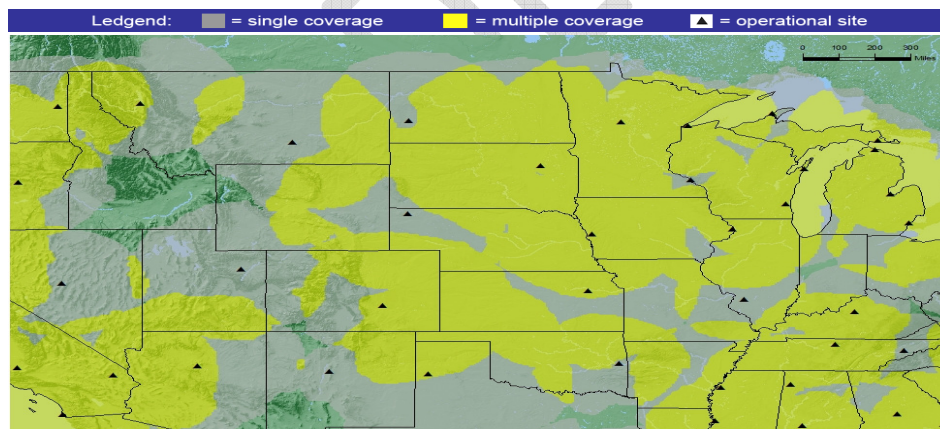 Ledgend: = single coverage = multiple coverage = operational site
0 100 200 300
Miles